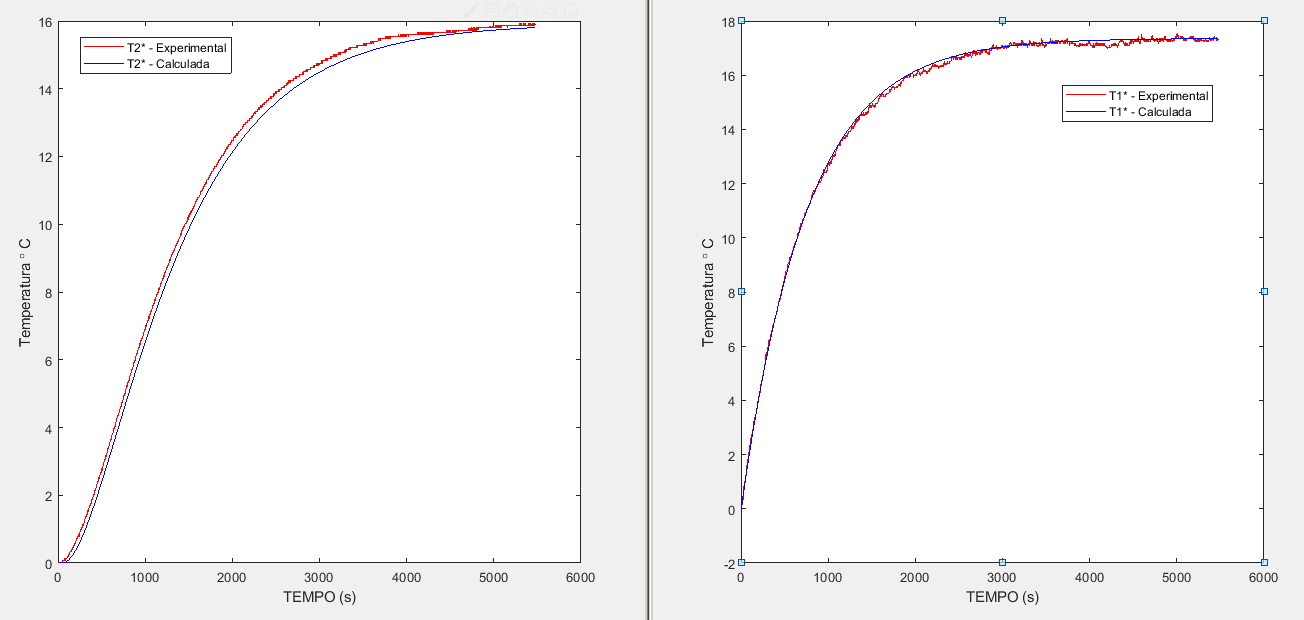 16
14
12
10
8
6
4
2
0
T2* - Experimental
T2* - Calculada
Temperatura º C
0 1000 2000 3000 4000 5000 6000
TEMPO (s)
18
16
14
12
10
8
6
4
2
0
-2
T1* - Experimental
T1* - Calculada
Temperatura º C
0 1000 2000 3000 4000 5000 6000
TEMPO (s)